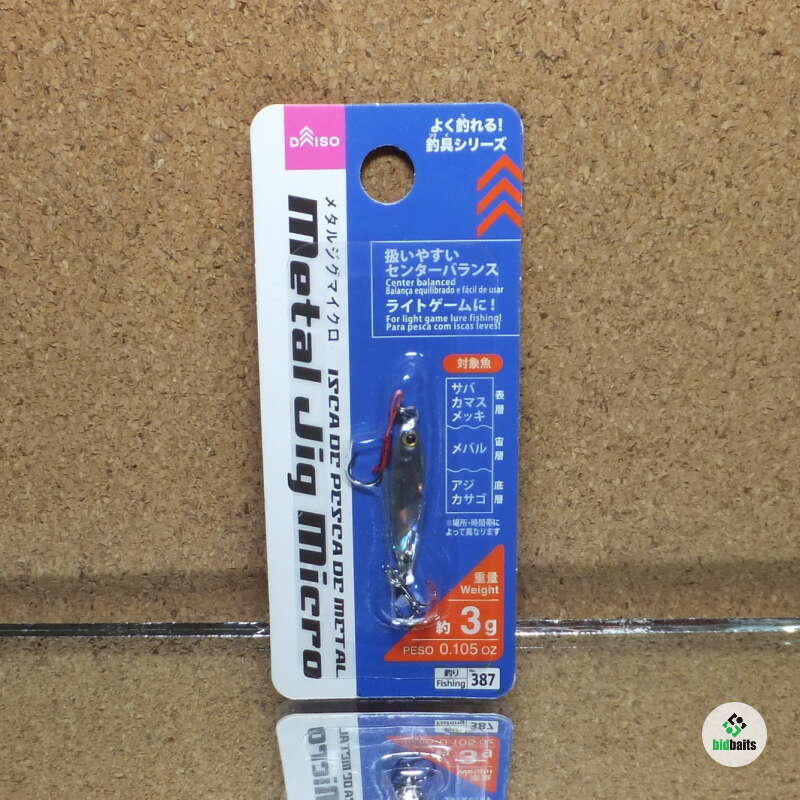 DAISO
よく釣れる!
釣具シリーズ
メタルジグマイクロ
Metal Jig Micro
ISCA DE PESCA DE METAL
扱いやすい
センターバランス
Center balanced
Balança equilibrado e fácil de usar
ライトゲームに!
For light game lure fishing!
Para pesca com iscas leves!
対象魚
サバ
カマス
メッキ
表層
メバル
宙層
アジ
カサゴ
底層
※場所・時間帯に
よって異なります
重量
Weight
約 3g
PESO 0.105 OZ
釣り
Fishing
No. 387
bidbaits